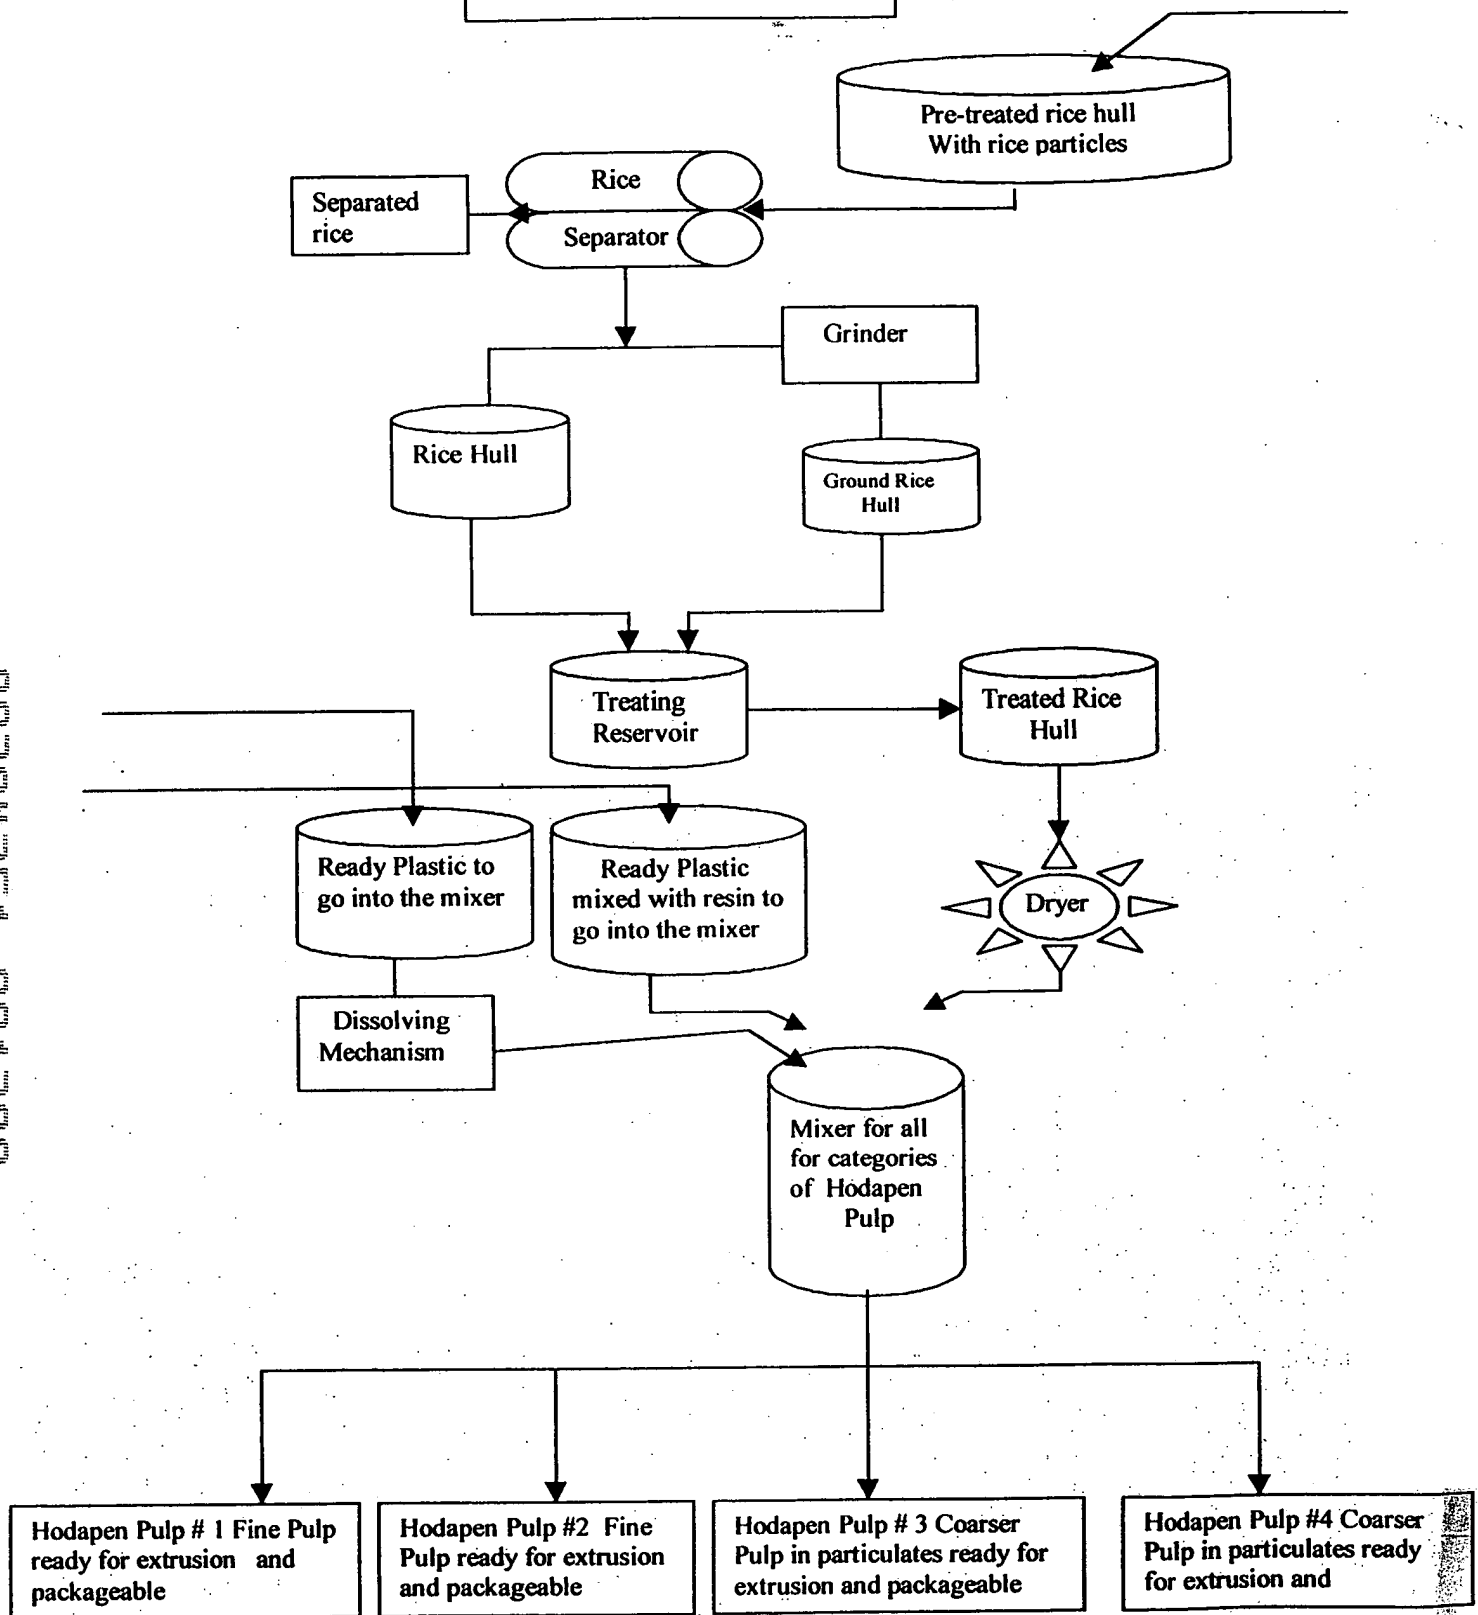 Pre-treated rice hull
With rice particles
Rice
Separator
Separated
rice
Grinder
Rice Hull
Ground Rice
Hull
Treating
Reservoir
Treated Rice
Hull
Ready Plastic to
go into the mixer
Ready Plastic
mixed with resin to
go into the mixer
Dryer
Dissolving
Mechanism
Mixer for all
for categories
of Hodapen
Pulp
Hodapen Pulp # 1 Fine Pulp
ready for extrusion and
packageable
Hodapen Pulp #2 Fine
Pulp ready for extrusion
and packageable
Hodapen Pulp # 3 Coarser
Pulp in particulates ready for
extrusion and packageable
Hodapen Pulp #4 Coarser
Pulp in particulates ready
for extrusion and